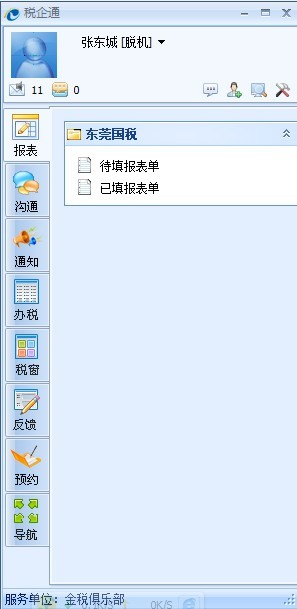 税企通
张东城 [脱机]
11 0
报表
东莞国税
待填报表单
已填报表单
沟通
通知
办税
税窗
反馈
预约
导航
服务单位：金税俱乐部
0K/S